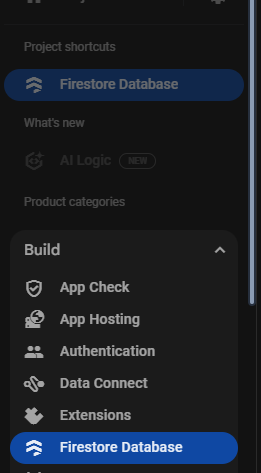 Project shortcuts
Firestore Database
What's new
AI Logic NEW
Product categories
Build
App Check
App Hosting
Authentication
Data Connect
Extensions
Firestore Database